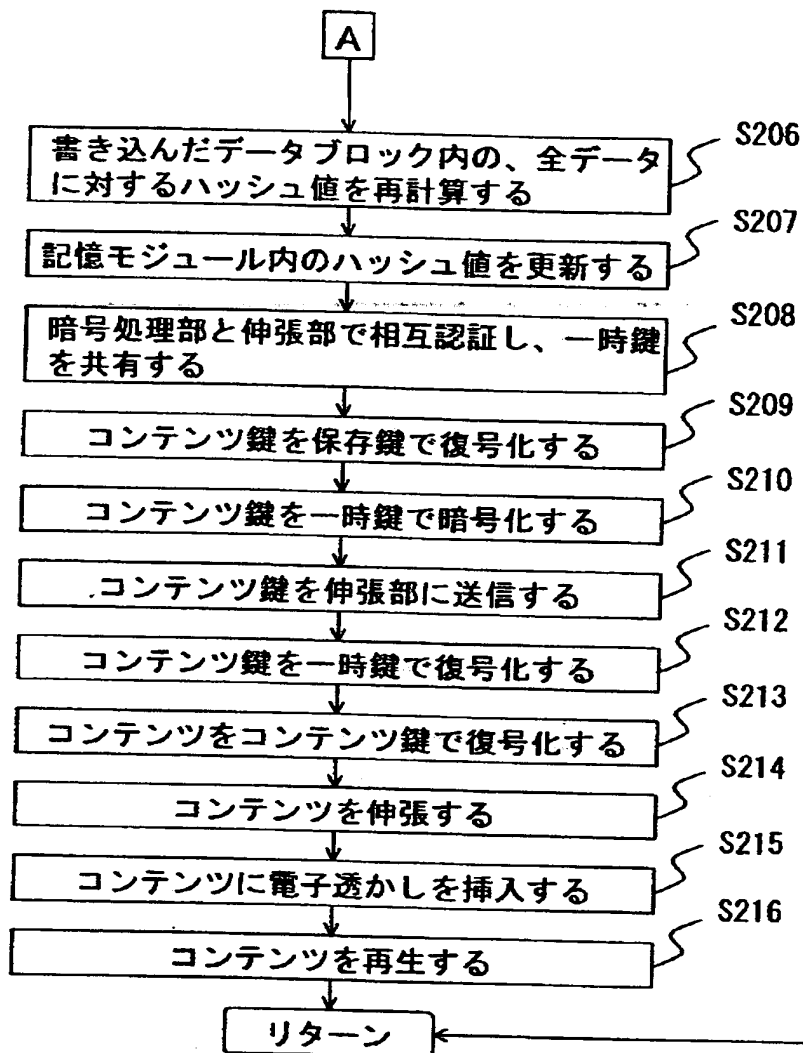 A
S206
書き込んだデータブロック内の、全データ
に対するハッシュ値を再計算する
S207
記憶モジュール内のハッシュ値を更新する
S208
暗号処理部と伸張部で相互認証し、一時鍵
を共有する
S209
コンテンツ鍵を保存鍵で復号化する
S210
コンテンツ鍵を一時鍵で暗号化する
S211
コンテンツ鍵を伸張部に送信する
S212
コンテンツ鍵を一時鍵で復号化する
S213
コンテンツをコンテンツ鍵で復号化する
S214
コンテンツを伸張する
S215
コンテンツに電子透かしを挿入する
S216
コンテンツを再生する
リターン